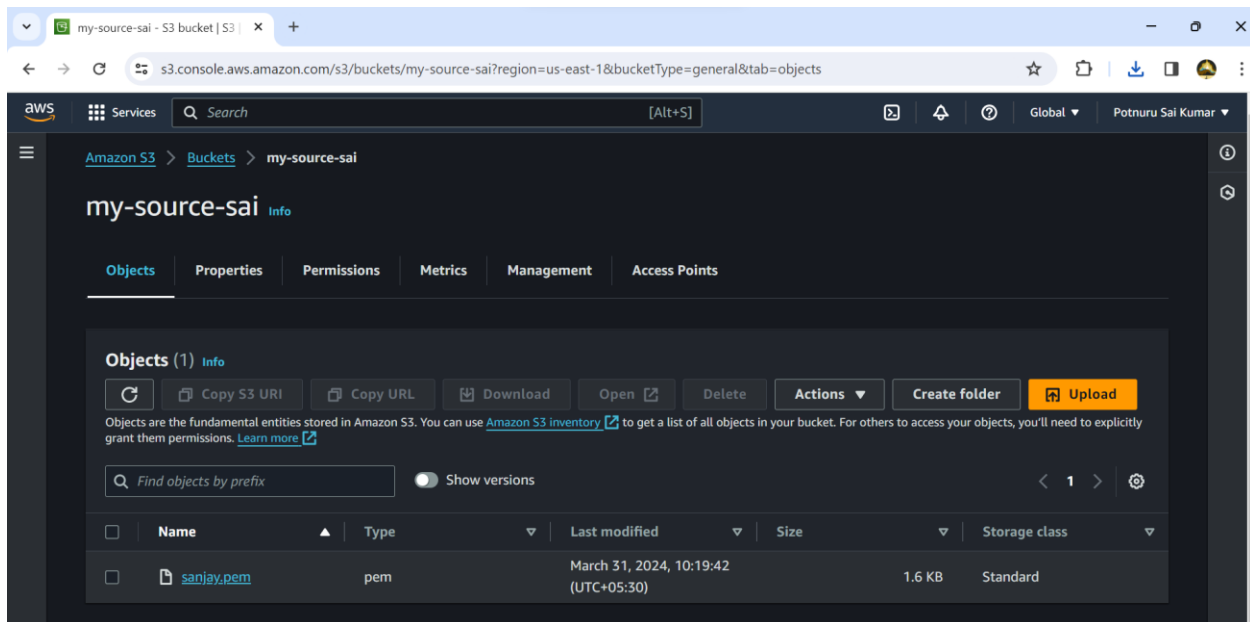 my-source-sai - S3 bucket | S3 |
s3.console.aws.amazon.com/s3/buckets/my-source-sai?region=us-east-1&bucketType=general&tab=objects
aws Services Search [Alt+S] Global Potnuru Sai Kumar
Amazon S3 > Buckets > my-source-sai
my-source-sai Info
Objects Properties Permissions Metrics Management Access Points
Objects (1) Info
Copy S3 URI Copy URL Download Open Delete Actions Create folder Upload
Objects are the fundamental entities stored in Amazon S3. You can use Amazon S3 inventory to get a list of all objects in your bucket. For others to access your objects, you'll need to explicitly
grant them permissions. Learn more
Find objects by prefix Show versions 1
Name Type Last modified Size Storage class
sanjay.pem pem March 31, 2024, 10:19:42 1.6 KB Standard
(UTC+05:30)